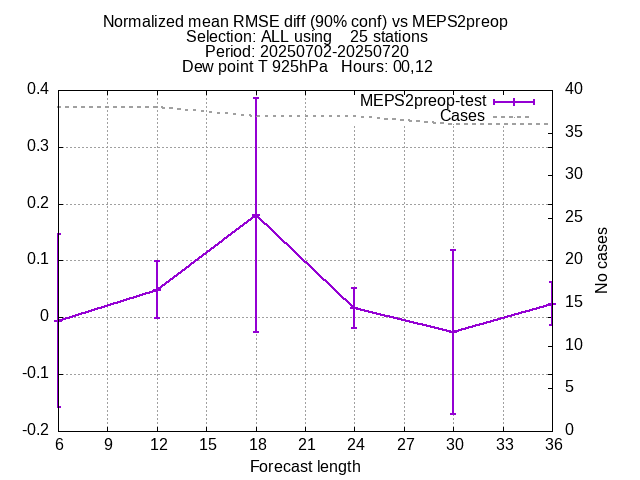 Normalized mean RMSE diff (90% conf) vs MEPS2preop
Selection: ALL using    25 stations
Period: 20250702-20250720
Dew point T 925hPa   Hours: 00,12
MEPS2preop-test
Cases
0.4
0.3
0.2
0.1
0
-0.1
-0.2
40
35
30
25
20
15
10
5
0
No cases
6 9 12 15 18 21 24 27 30 33 36
Forecast length